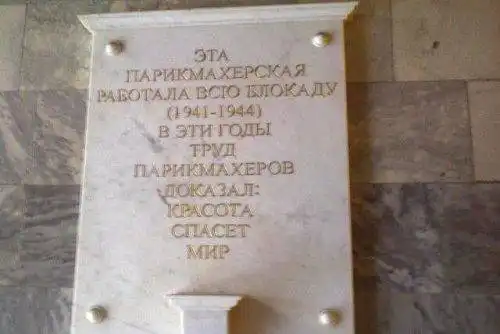 ЭТА
ПАРИКМАХЕРСКАЯ
РАБОТАЛА ВСЮ БЛОКАДУ
(1941-1944)
В ЭТИ ГОДЫ
ТРУД
ПАРИКМАХЕРОВ
ДОКАЗАЛ:
КРАСОТА
СПАСЕТ
МИР